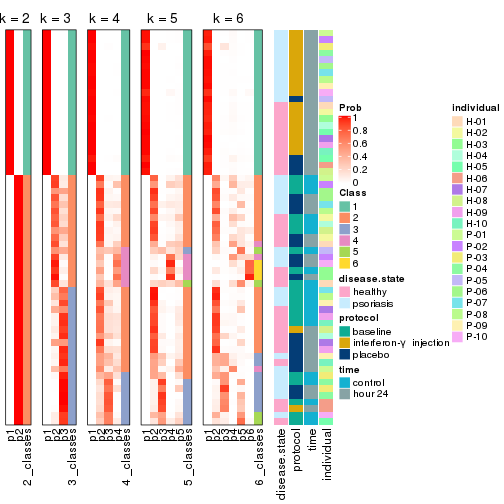 k = 2
k = 3
k = 4
k = 5
k = 6
p1
p2
2_classes
p1
p2
p3
3_classes
p1
p2
p3
p4
4_classes
p1
p2
p3
p4
p5
5_classes
p1
p2
p3
p4
p5
p6
6_classes
disease.state
protocol
time
individual
Prob
1
0.8
0.6
0.4
0.2
0
Class
1
2
3
4
5
6
disease.state
healthy
psoriasis
protocol
baseline
interferon-γ injection
placebo
time
control
hour 24
individual
H-01
H-02
H-03
H-04
H-05
H-06
H-07
H-08
H-09
H-10
P-01
P-02
P-03
P-04
P-05
P-06
P-07
P-08
P-09
P-10